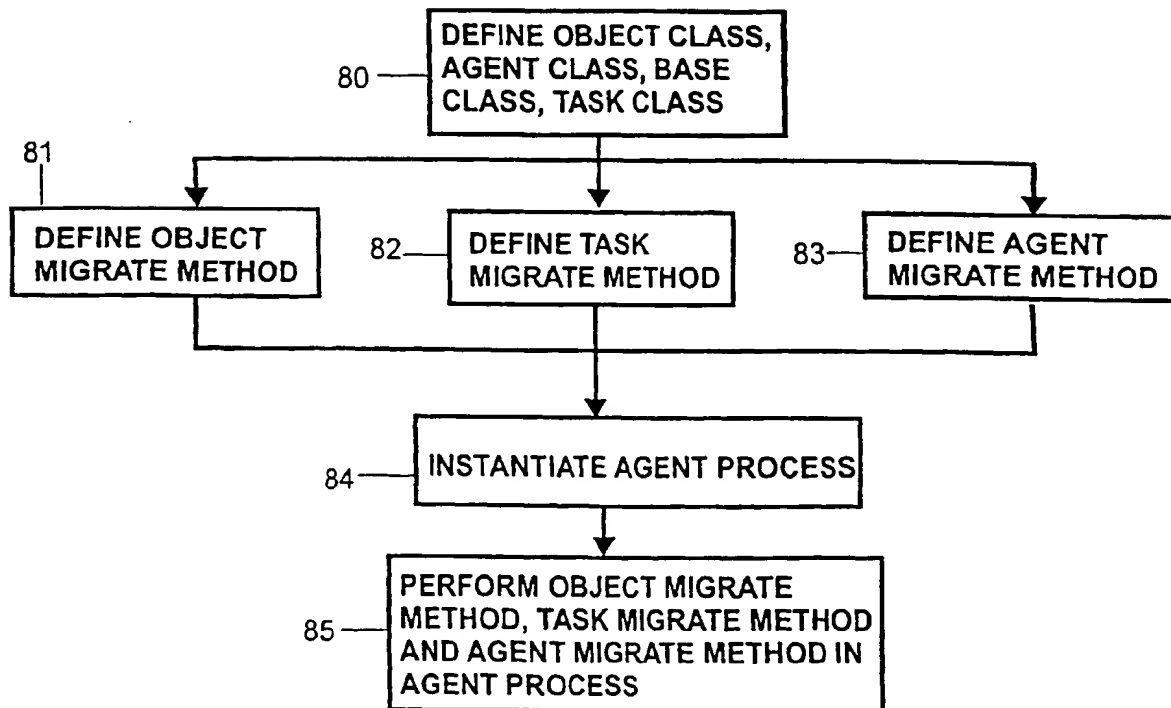 80
DEFINE OBJECT CLASS,
AGENT CLASS, BASE
CLASS, TASK CLASS
81
DEFINE OBJECT
MIGRATE METHOD
82
DEFINE TASK
MIGRATE METHOD
83
DEFINE AGENT
MIGRATE METHOD
84
INSTANTIATE AGENT PROCESS
85
PERFORM OBJECT MIGRATE
METHOD, TASK MIGRATE METHOD
AND AGENT MIGRATE METHOD IN
AGENT PROCESS